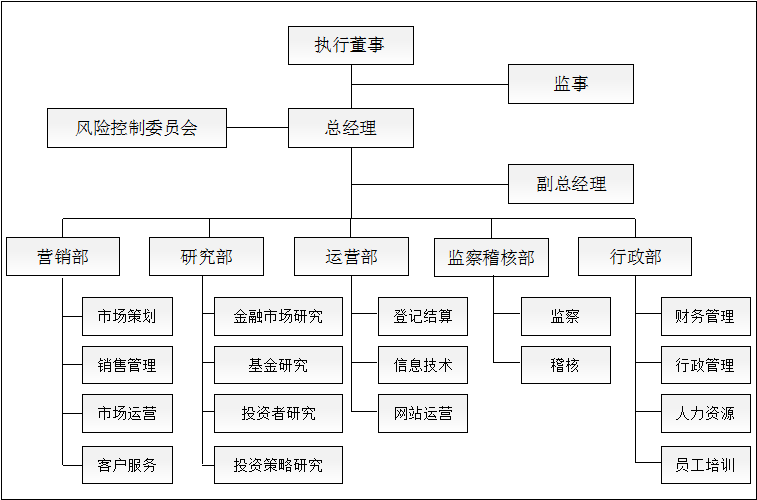 执行董事
监事
风险控制委员会
总经理
副总经理
营销部
研究部
运营部
监察稽核部
行政部
市场策划
金融市场研究
登记结算
监察
财务管理
销售管理
基金研究
信息技术
稽核
行政管理
市场运营
投资者研究
网站运营
人力资源
客户服务
投资策略研究
员工培训